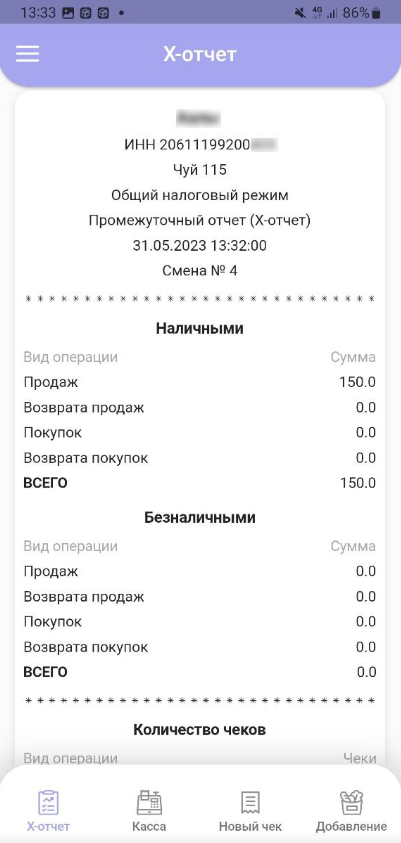 13:33
4G
86%
Х-отчет
ИНН 20611199200
Чуй 115
Общий налоговый режим
Промежуточный отчет (Х-отчет)
31.05.2023 13:32:00
Смена № 4
* * * * * * * * * * * * * * * * * * * * * * * * * * * * * *
Наличными
Вид операции Сумма
Продаж 150.0
Возврата продаж 0.0
Покупок 0.0
Возврата покупок 0.0
ВСЕГО 150.0
Безналичными
Вид операции Сумма
Продаж 0.0
Возврата продаж 0.0
Покупок 0.0
Возврата покупок 0.0
ВСЕГО 0.0
* * * * * * * * * * * * * * * * * * * * * * * * * * * * * *
Количество чеков
Вид операции Чеки
Х-отчет Касса Новый чек Добавление